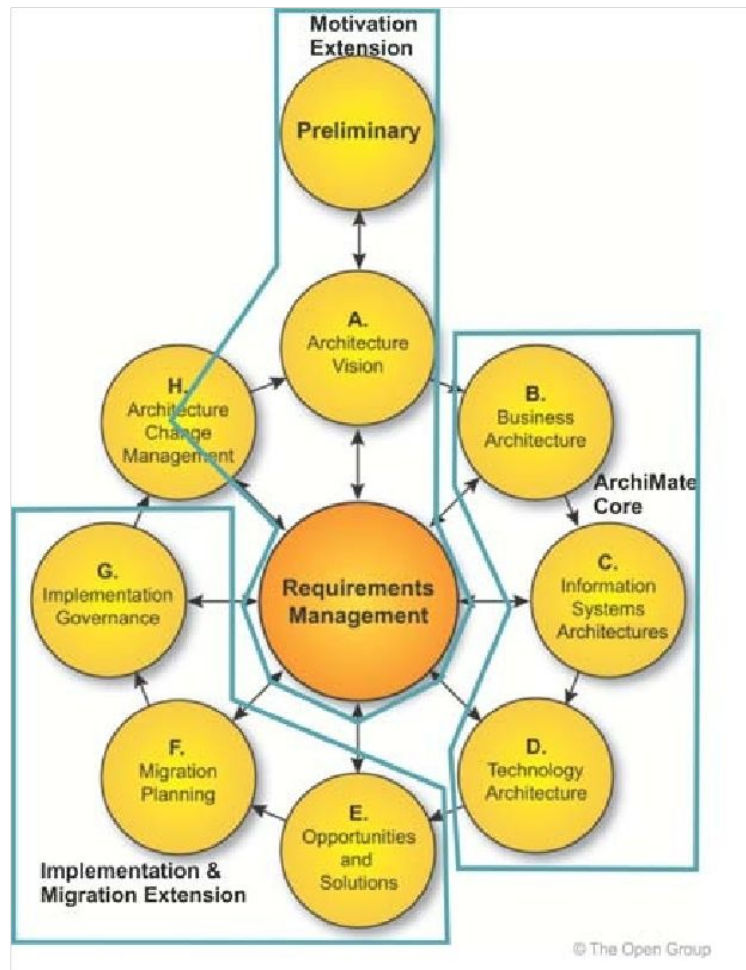 Motivation
Extension
Preliminary
A.
Architecture
Vision
H.
Architecture
Change
Management
B.
Business
Architecture
ArchiMate
Core
G.
Implementation
Governance
Requirements
Management
C.
Information
Systems
Architectures
F.
Migration
Planning
D.
Technology
Architecture
E.
Opportunities
and
Solutions
Implementation &
Migration Extension
© The Open Group